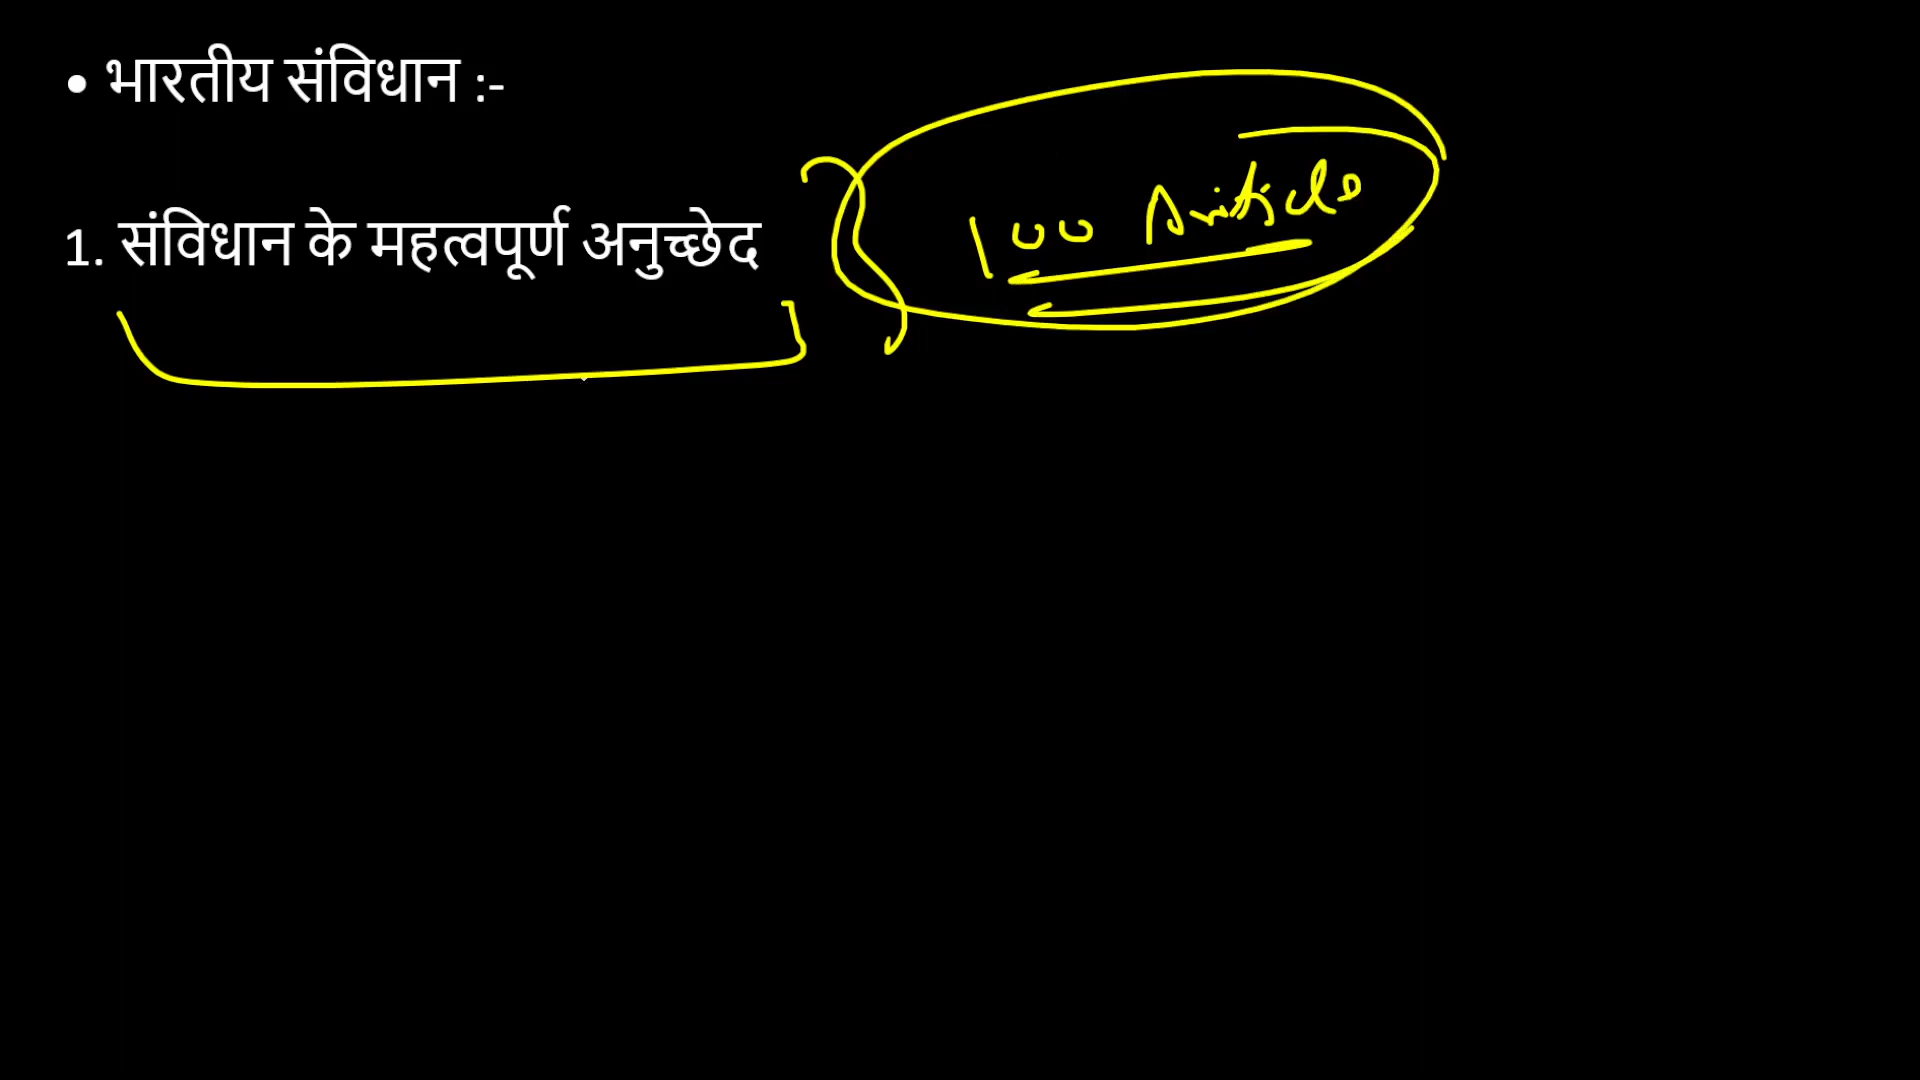 • भारतीय संविधान :-
1. संविधान के महत्वपूर्ण अनुच्छेद
100 Article